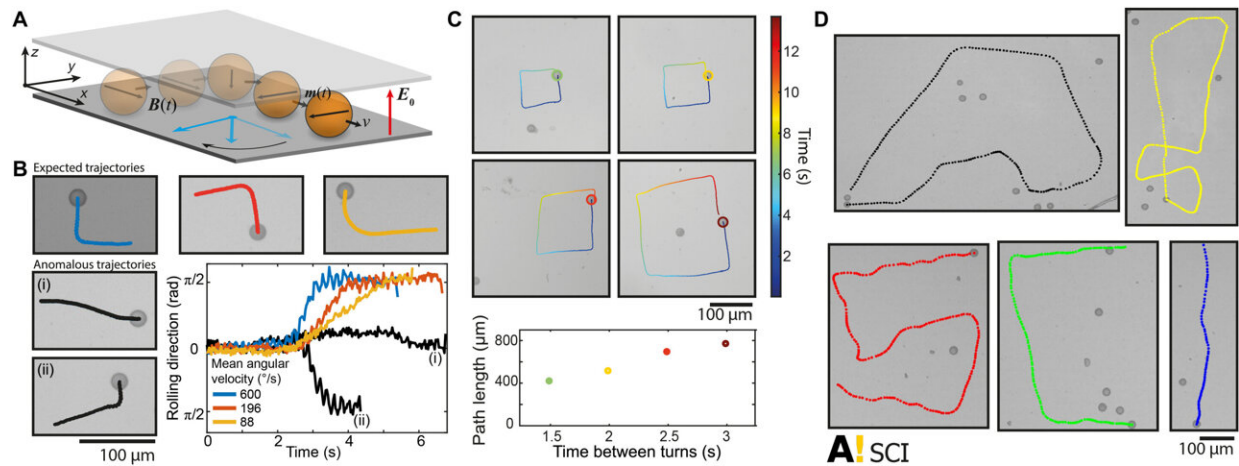 A
z
y
x
B(t)
m(t)
v
E₀
B
Expected trajectories
Anomalous trajectories
(i)
(ii)
100 μm
Rolling direction (rad)
π/2
0
π/2
Mean angular
velocity (°/s)
600
196
88
(i)
(ii)
0 2 4 6
Time (s)
C
12
10
8
6
4
2
Time (s)
100 μm
Path length (μm)
800
400
0
1.5 2 2.5 3
Time between turns (s)
D
100 μm
A! SCI